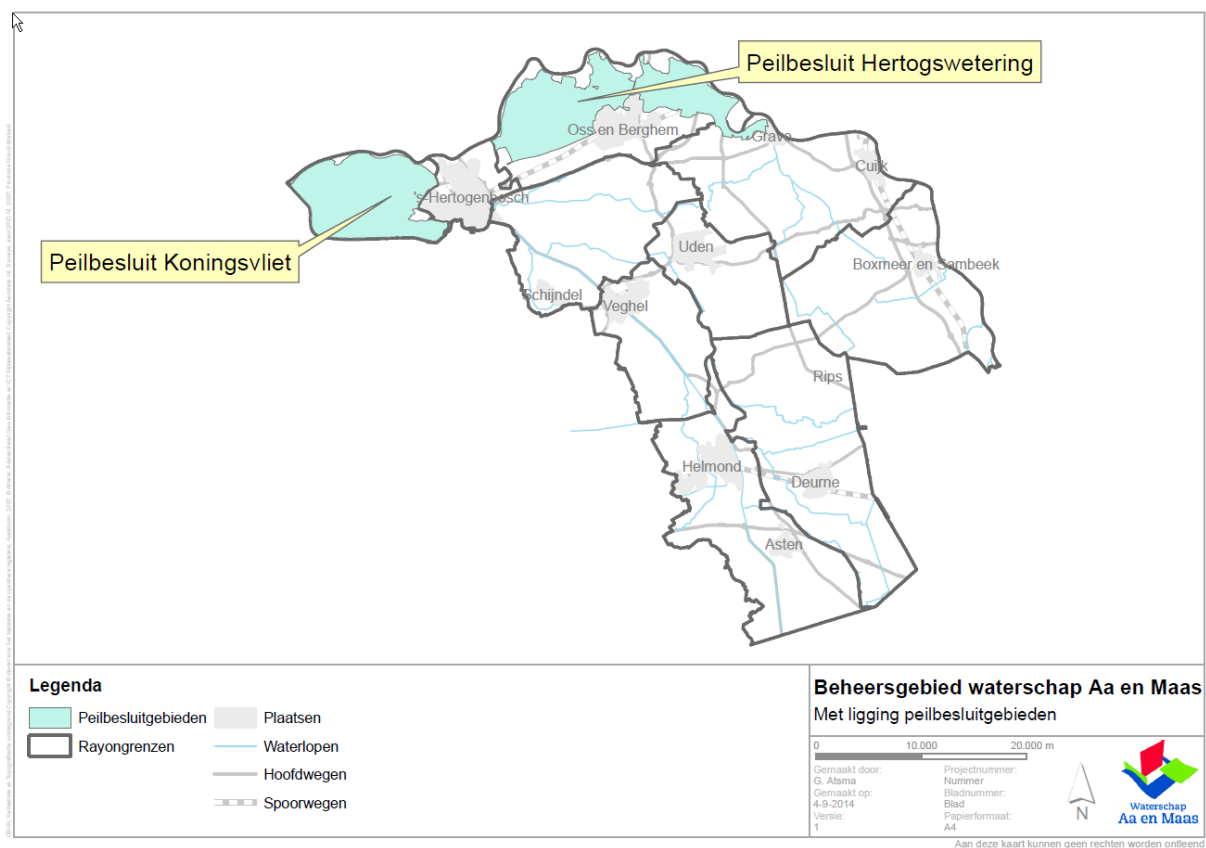 Peilbesluit Hertogswetering
Oss en Berghem
Grave
Cuijk
's-Hertogenbosch
Peilbesluit Koningsvliet
Uden
Boxmeer en Sambeek
Schijndel
Veghel
Rips
Helmond
Deurne
Asten
Legenda
Peilbesluitgebieden
Plaatsen
Rayongrenzen
Waterlopen
Hoofdwegen
Spoorwegen
Beheersgebied waterschap Aa en Maas
Met ligging peilbesluitgebieden
0 10.000 20.000 m
Gemaakt door:
G. Atsma
Gemaakt op:
4-9-2014
Versie:
1
Projectnummer:
Nummer
Bladnummer:
Blad
Papierformaat:
A4
N
Waterschap
Aa en Maas
Aan deze kaart kunnen geen rechten worden ontleend